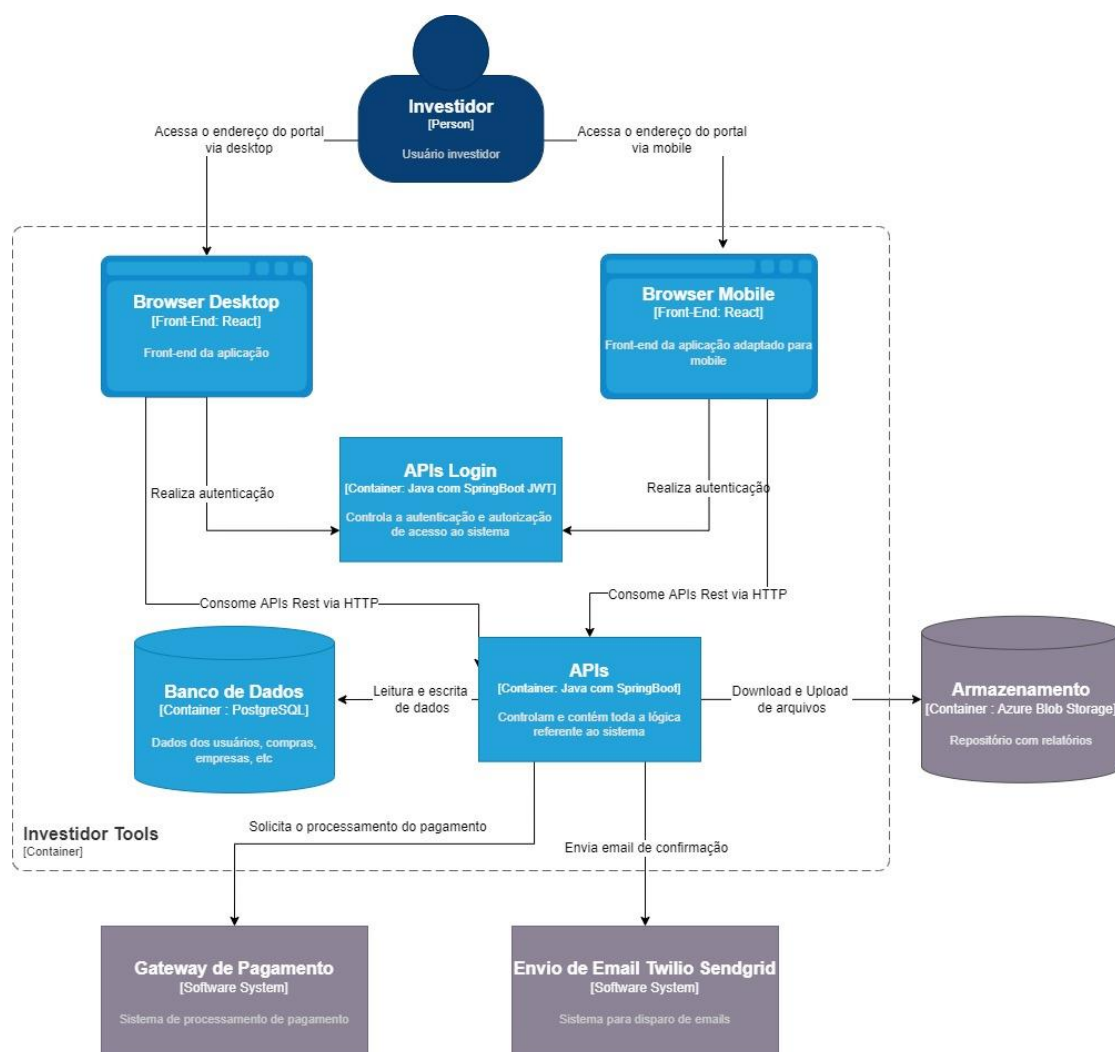 Investidor
[Person]
Usuário investidor
Acessa o endereço do portal
via desktop
Acessa o endereço do portal
via mobile
Browser Desktop
[Front-End: React]
Front-end da aplicação
Browser Mobile
[Front-End: React]
Front-end da aplicação adaptado para
mobile
APIs Login
[Container: Java com SpringBoot JWT]
Controla a autenticação e autorização
de acesso ao sistema
Realiza autenticação
Realiza autenticação
Consome APIs Rest via HTTP
Consome APIs Rest via HTTP
Banco de Dados
[Container : PostgreSQL]
Dados dos usuários, compras,
empresas, etc
Leitura e escrita
de dados
APIs
[Container: Java com SpringBoot]
Controlam e contém toda a lógica
referente ao sistema
Download e Upload
de arquivos
Armazenamento
[Container : Azure Blob Storage]
Repositório com relatórios
Investidor Tools
[Container]
Solicita o processamento do pagamento
Envia email de confirmação
Gateway de Pagamento
[Software System]
Sistema de processamento de pagamento
Envio de Email Twilio Sendgrid
[Software System]
Sistema para disparo de emails